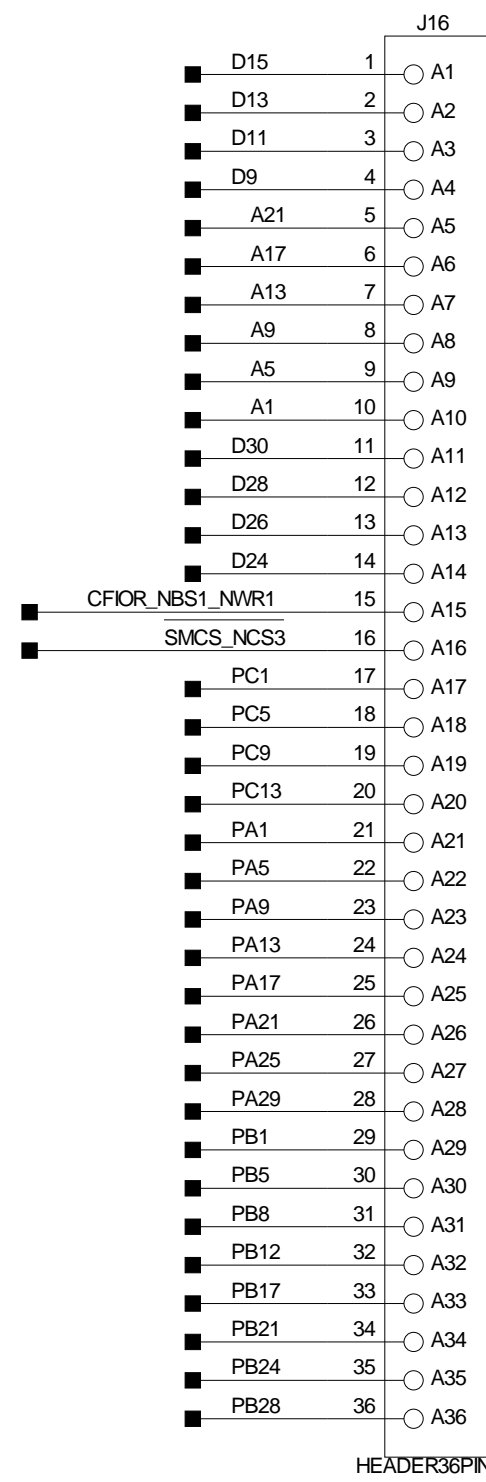 J16
D15 1 A1
D13 2 A2
D11 3 A3
D9 4 A4
A21 5 A5
A17 6 A6
A13 7 A7
A9 8 A8
A5 9 A9
A1 10 A10
D30 11 A11
D28 12 A12
D26 13 A13
D24 14 A14
CFIOR_NBS1_NWR1 15 A15
SMCS_NCS3 16 A16
PC1 17 A17
PC5 18 A18
PC9 19 A19
PC13 20 A20
PA1 21 A21
PA5 22 A22
PA9 23 A23
PA13 24 A24
PA17 25 A25
PA21 26 A26
PA25 27 A27
PA29 28 A28
PB1 29 A29
PB5 30 A30
PB8 31 A31
PB12 32 A32
PB17 33 A33
PB21 34 A34
PB24 35 A35
PB28 36 A36
HEADER36PIN